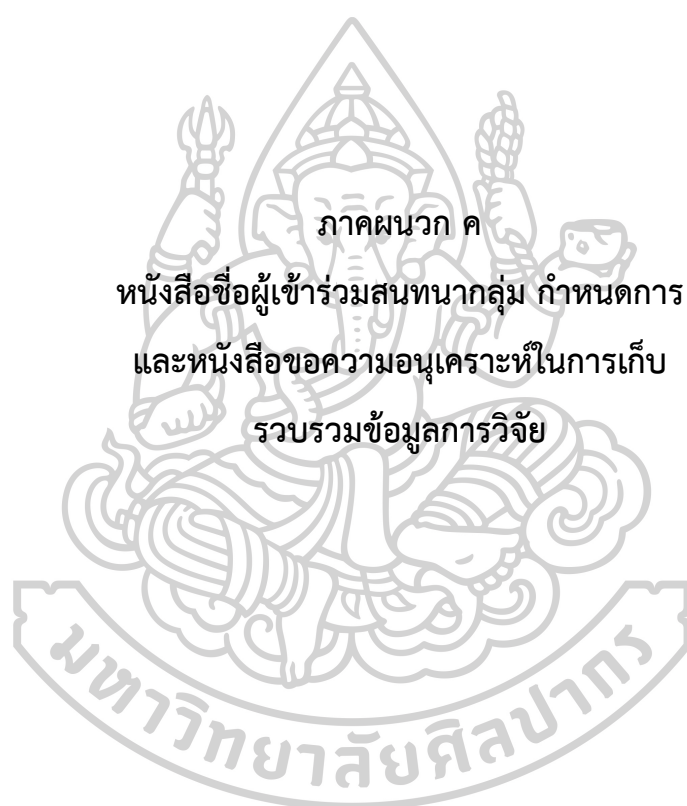 ภาคผนวก ค
หนังสือชื่อผู้เข้าร่วมสนทนากลุ่ม กำหนดการ
และหนังสือขอความอนุเคราะห์ในการเก็บ
รวบรวมข้อมูลการวิจัย
มหาวิทยาลัยศิลปากร